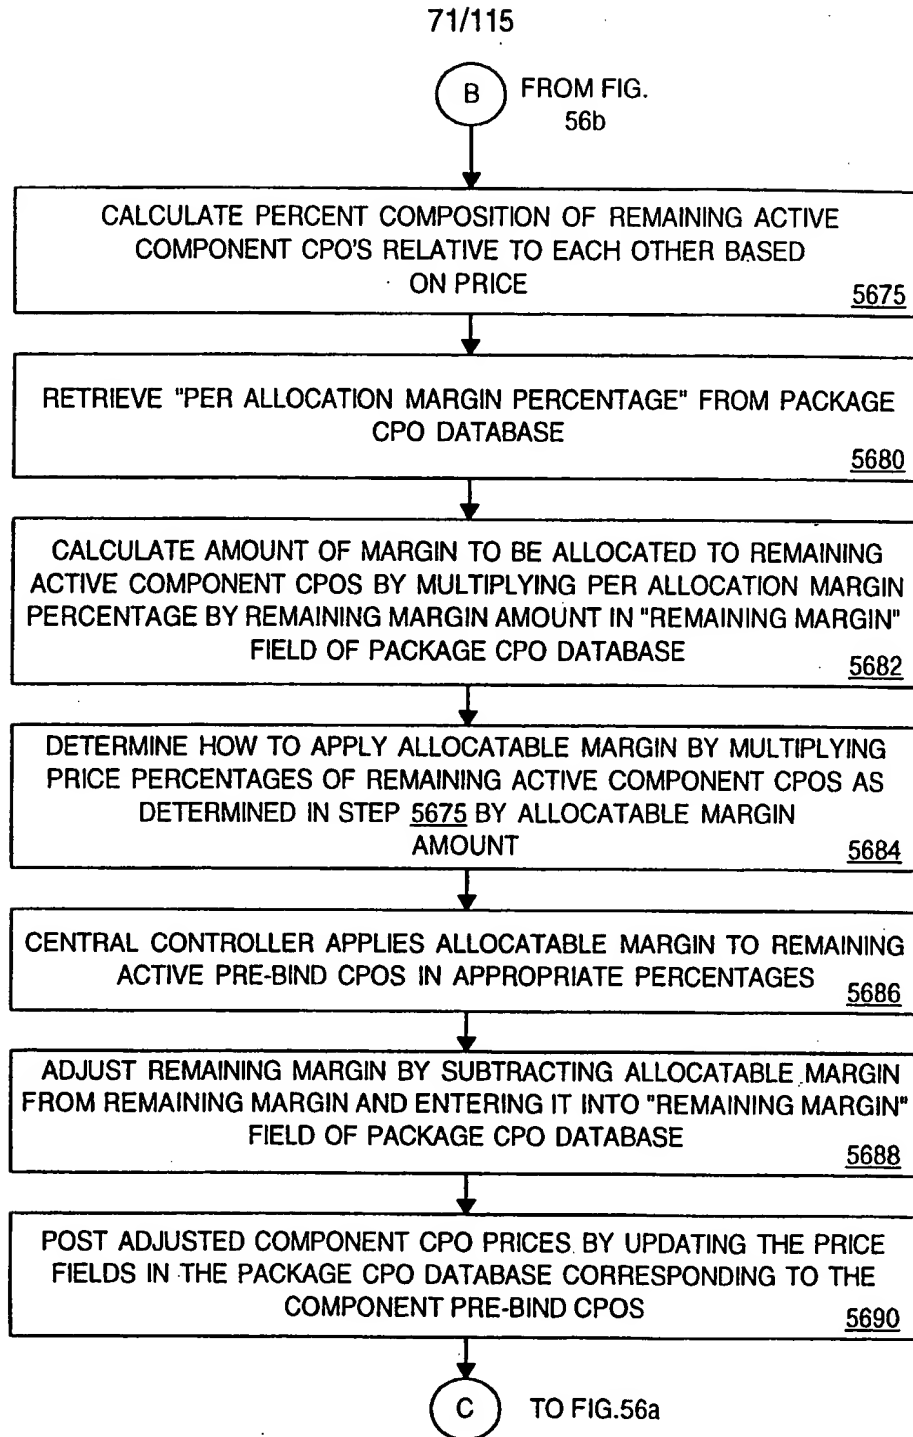 71/115
B
FROM FIG.
56b
CALCULATE PERCENT COMPOSITION OF REMAINING ACTIVE
COMPONENT CPO'S RELATIVE TO EACH OTHER BASED
ON PRICE
5675
RETRIEVE "PER ALLOCATION MARGIN PERCENTAGE" FROM PACKAGE
CPO DATABASE
5680
CALCULATE AMOUNT OF MARGIN TO BE ALLOCATED TO REMAINING
ACTIVE COMPONENT CPOS BY MULTIPLYING PER ALLOCATION MARGIN
PERCENTAGE BY REMAINING MARGIN AMOUNT IN "REMAINING MARGIN"
FIELD OF PACKAGE CPO DATABASE
5682
DETERMINE HOW TO APPLY ALLOCATABLE MARGIN BY MULTIPLYING
PRICE PERCENTAGES OF REMAINING ACTIVE COMPONENT CPOS AS
DETERMINED IN STEP 5675 BY ALLOCATABLE MARGIN
AMOUNT
5684
CENTRAL CONTROLLER APPLIES ALLOCATABLE MARGIN TO REMAINING
ACTIVE PRE-BIND CPOS IN APPROPRIATE PERCENTAGES
5686
ADJUST REMAINING MARGIN BY SUBTRACTING ALLOCATABLE MARGIN
FROM REMAINING MARGIN AND ENTERING IT INTO "REMAINING MARGIN"
FIELD OF PACKAGE CPO DATABASE
5688
POST ADJUSTED COMPONENT CPO PRICES BY UPDATING THE PRICE
FIELDS IN THE PACKAGE CPO DATABASE CORRESPONDING TO THE
COMPONENT PRE-BIND CPOS
5690
C
TO FIG.56a